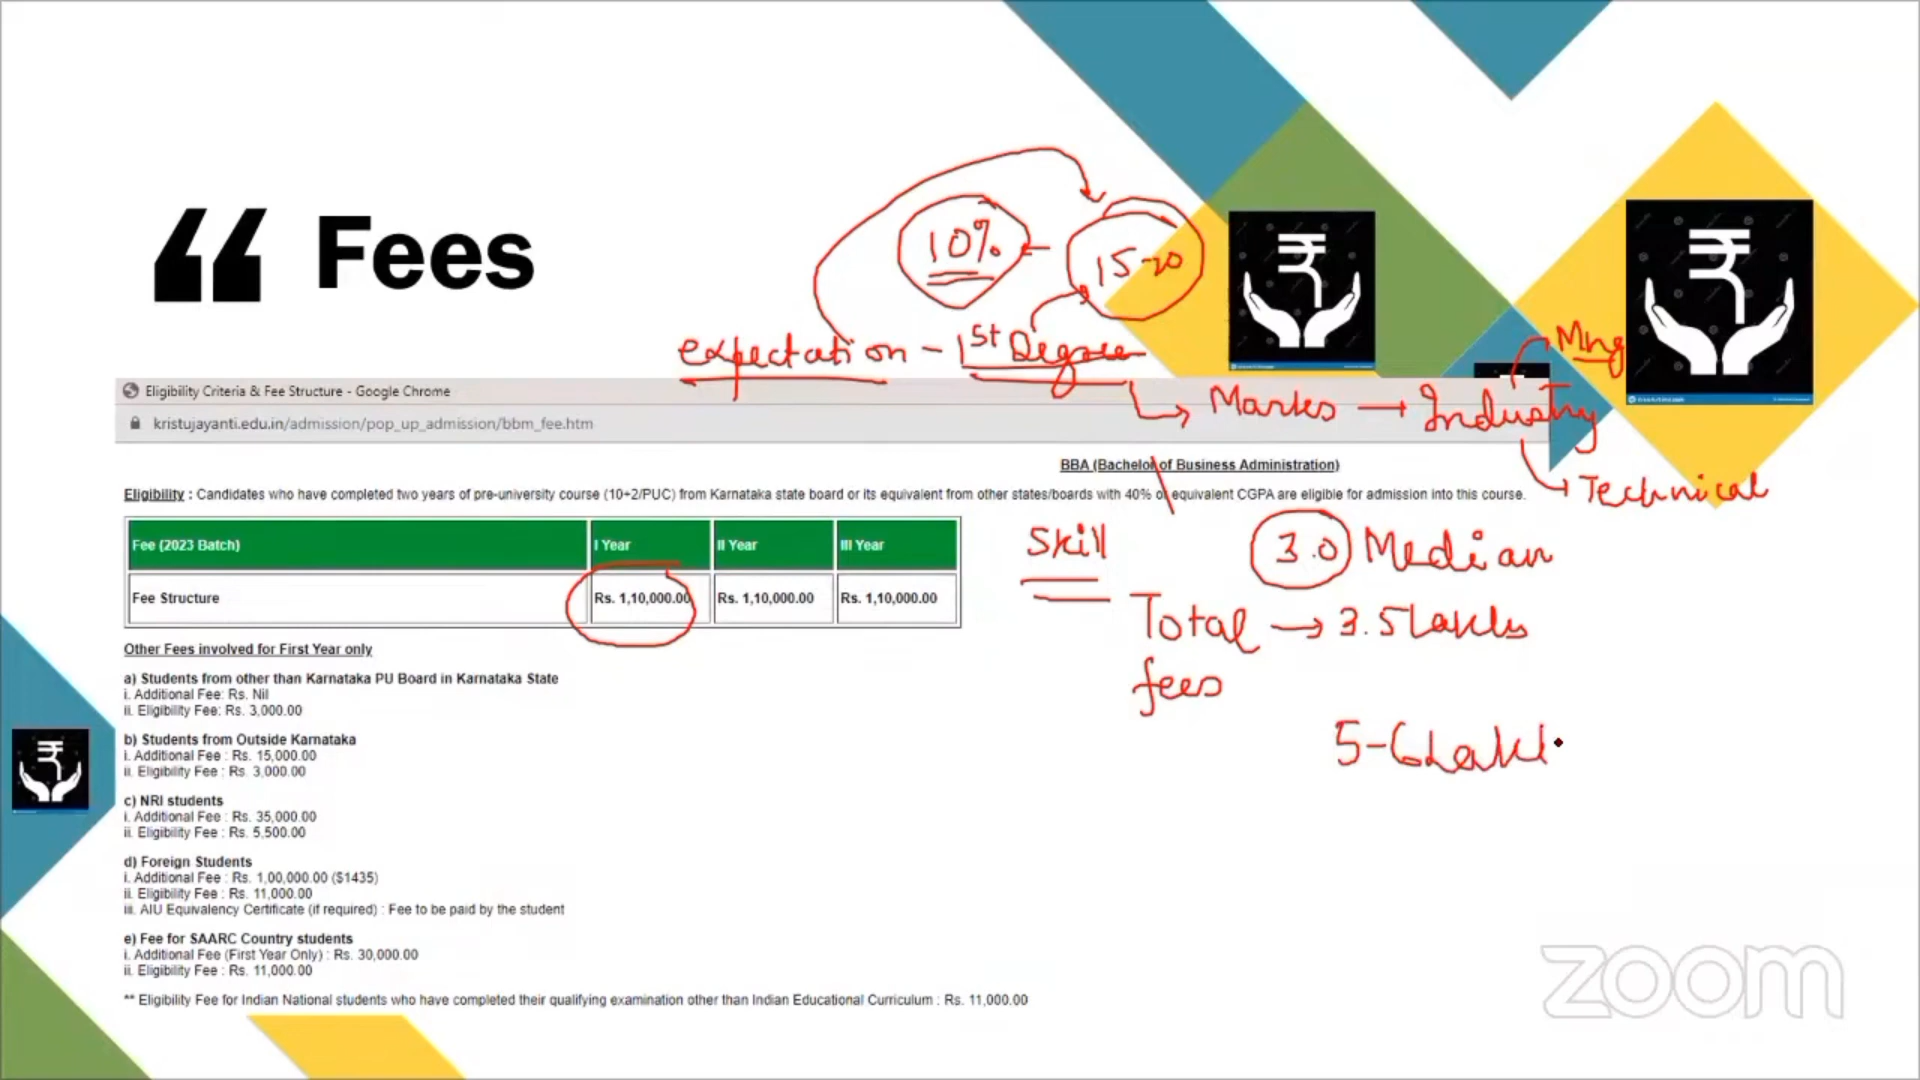 “ Fees
10%
15-20
expectation - 1st Degree
Mng
Marks → Industry
Technical
Eligibility Criteria & Fee Structure - Google Chrome
kristujayanti.edu.in/admission/pop_up_admission/bbm_fee.htm
BBA (Bachelor of Business Administration)
Eligibility : Candidates who have completed two years of pre-university course (10+2/PUC) from Karnataka state board or its equivalent from other states/boards with 40% or equivalent CGPA are eligible for admission into this course.
Fee (2023 Batch) I Year II Year III Year
Fee Structure Rs. 1,10,000.00 Rs. 1,10,000.00 Rs. 1,10,000.00
Skill
3.0 Median
Total → 3.5 lakhs
fees
5-6 Lakh
Other Fees involved for First Year only
a) Students from other than Karnataka PU Board in Karnataka State
i. Additional Fee: Rs. Nil
ii. Eligibility Fee: Rs. 3,000.00
b) Students from Outside Karnataka
i. Additional Fee : Rs. 15,000.00
ii. Eligibility Fee : Rs. 3,000.00
c) NRI students
i. Additional Fee : Rs. 35,000.00
ii. Eligibility Fee : Rs. 5,500.00
d) Foreign Students
i. Additional Fee : Rs. 1,00,000.00 ($1435)
ii. Eligibility Fee : Rs. 11,000.00
iii. AIU Equivalency Certificate (if required) : Fee to be paid by the student
e) Fee for SAARC Country students
i. Additional Fee (First Year Only) : Rs. 30,000.00
ii. Eligibility Fee : Rs. 11,000.00
** Eligibility Fee for Indian National students who have completed their qualifying examination other than Indian Educational Curriculum : Rs. 11,000.00
zoom